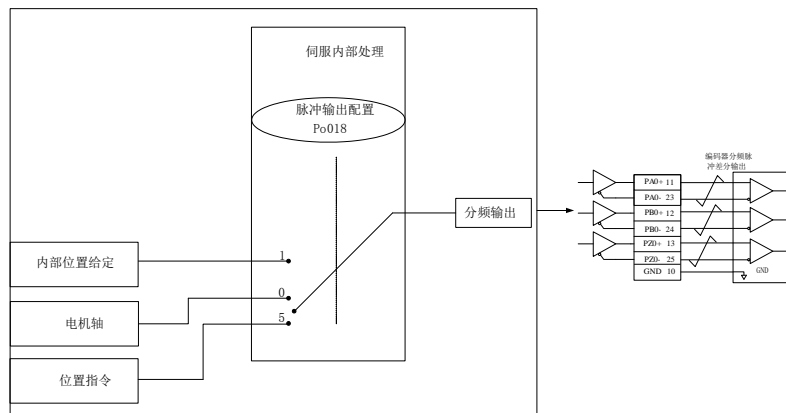 伺服内部处理
脉冲输出配置
Po018
内部位置给定
1
电机轴
0
位置指令
5
分频输出
编码器分频脉
冲差分输出
PA0+ 11
PA0- 23
PB0+ 12
PB0- 24
PZ0+ 13
PZ0- 25
GND 10
GND